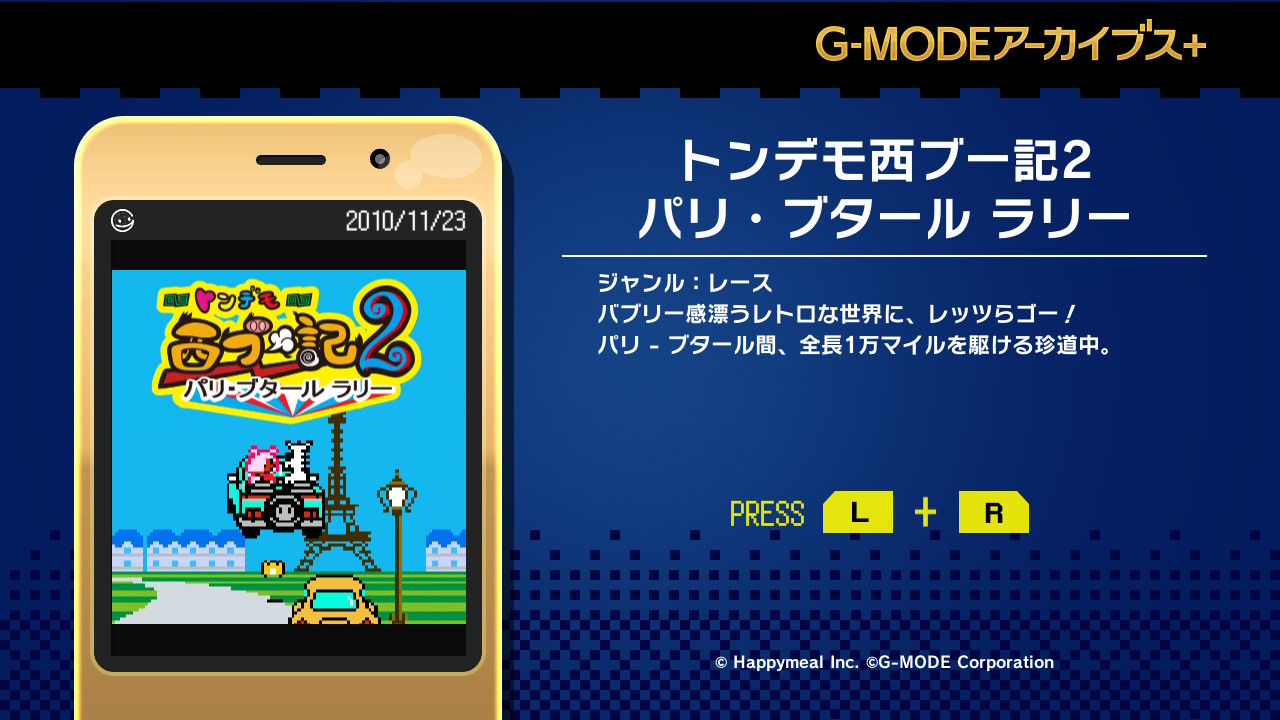 G-MODEアーカイブス+
2010/11/23
トンデモ
西ブー記2
パリ・ブタール ラリー
トンデモ西ブー記2
パリ・ブタール ラリー
ジャンル：レース
バブリー感漂うレトロな世界に、レッツらゴー！
パリ - ブタール間、全長1万マイルを駆ける珍道中。
PRESS L + R
© Happymeal Inc. ©G-MODE Corporation